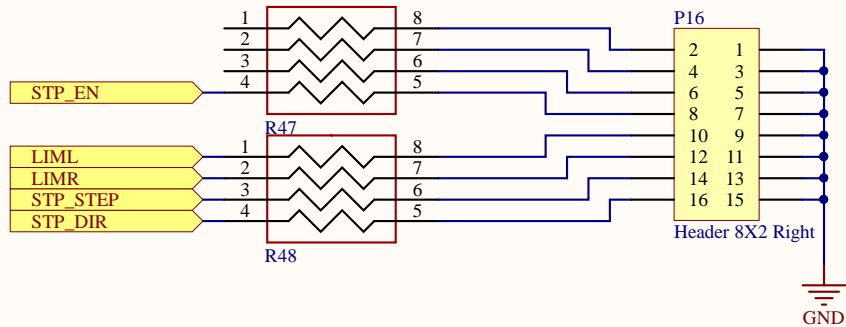 1 8 P16
2 7 2 1
3 6 4 3
STP_EN 4 5 6 5
8 7
R47
10 9
LIML 1 8 12 11
LIMR 2 7 14 13
STP_STEP 3 6 16 15
STP_DIR 4 5
Header 8X2 Right
R48
GND